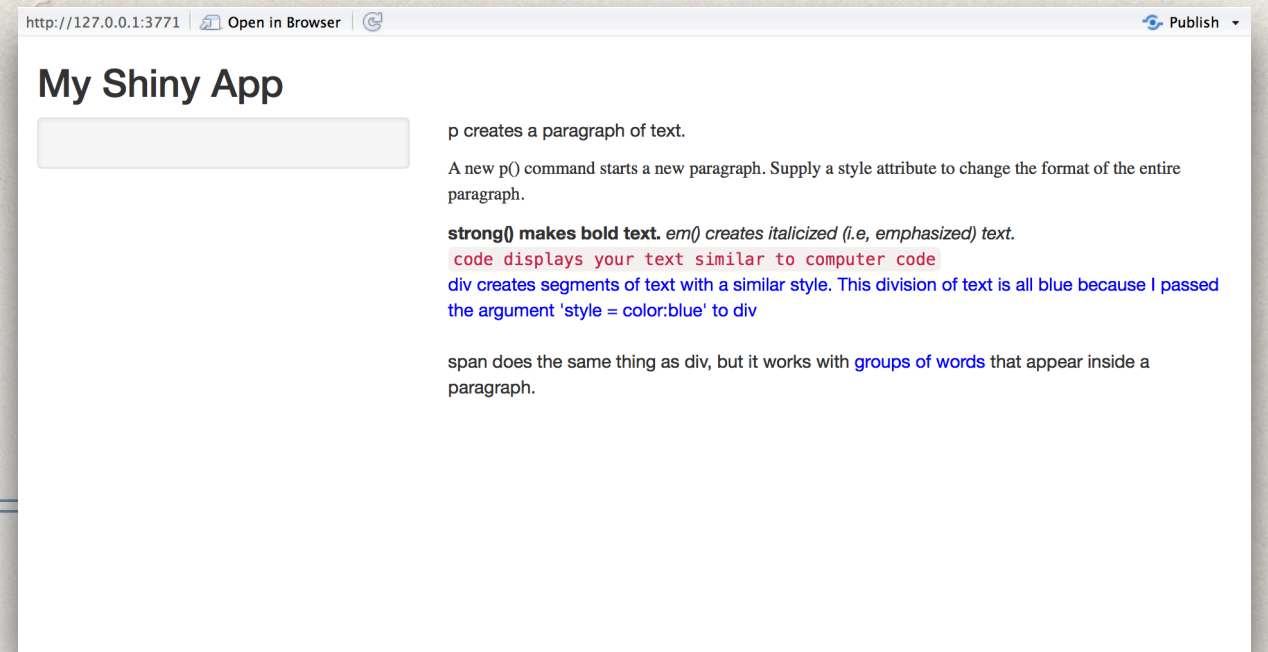 http://127.0.0.1:3771 Open in Browser Publish
My Shiny App
p creates a paragraph of text.
A new p() command starts a new paragraph. Supply a style attribute to change the format of the entire
paragraph.
strong() makes bold text. em() creates italicized (i.e, emphasized) text.
code displays your text similar to computer code
div creates segments of text with a similar style. This division of text is all blue because I passed
the argument 'style = color:blue' to div
span does the same thing as div, but it works with groups of words that appear inside a
paragraph.